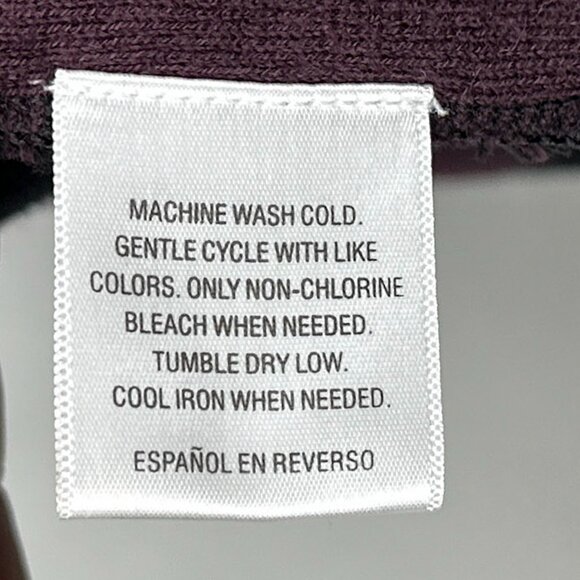 MACHINE WASH COLD.
GENTLE CYCLE WITH LIKE
COLORS. ONLY NON-CHLORINE
BLEACH WHEN NEEDED.
TUMBLE DRY LOW.
COOL IRON WHEN NEEDED.
ESPAÑOL EN REVERSO